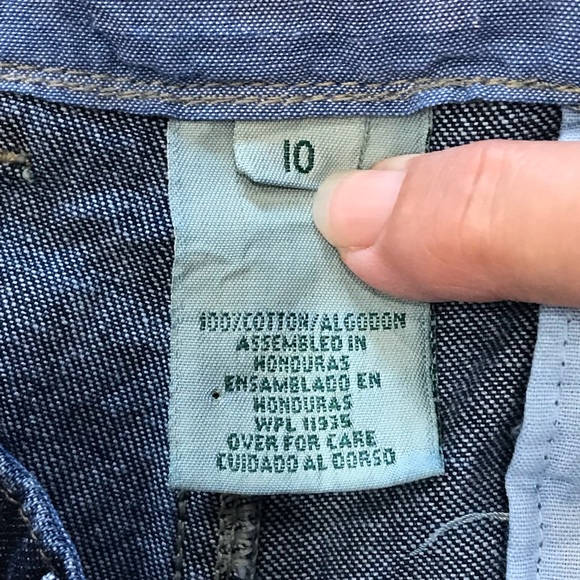 10
100%COTTON/ALGODON
ASSEMBLED IN
HONDURAS
ENSAMBLADO EN
HONDURAS
WPL 11935
OVER FOR CARE
CUIDADO AL DORSO